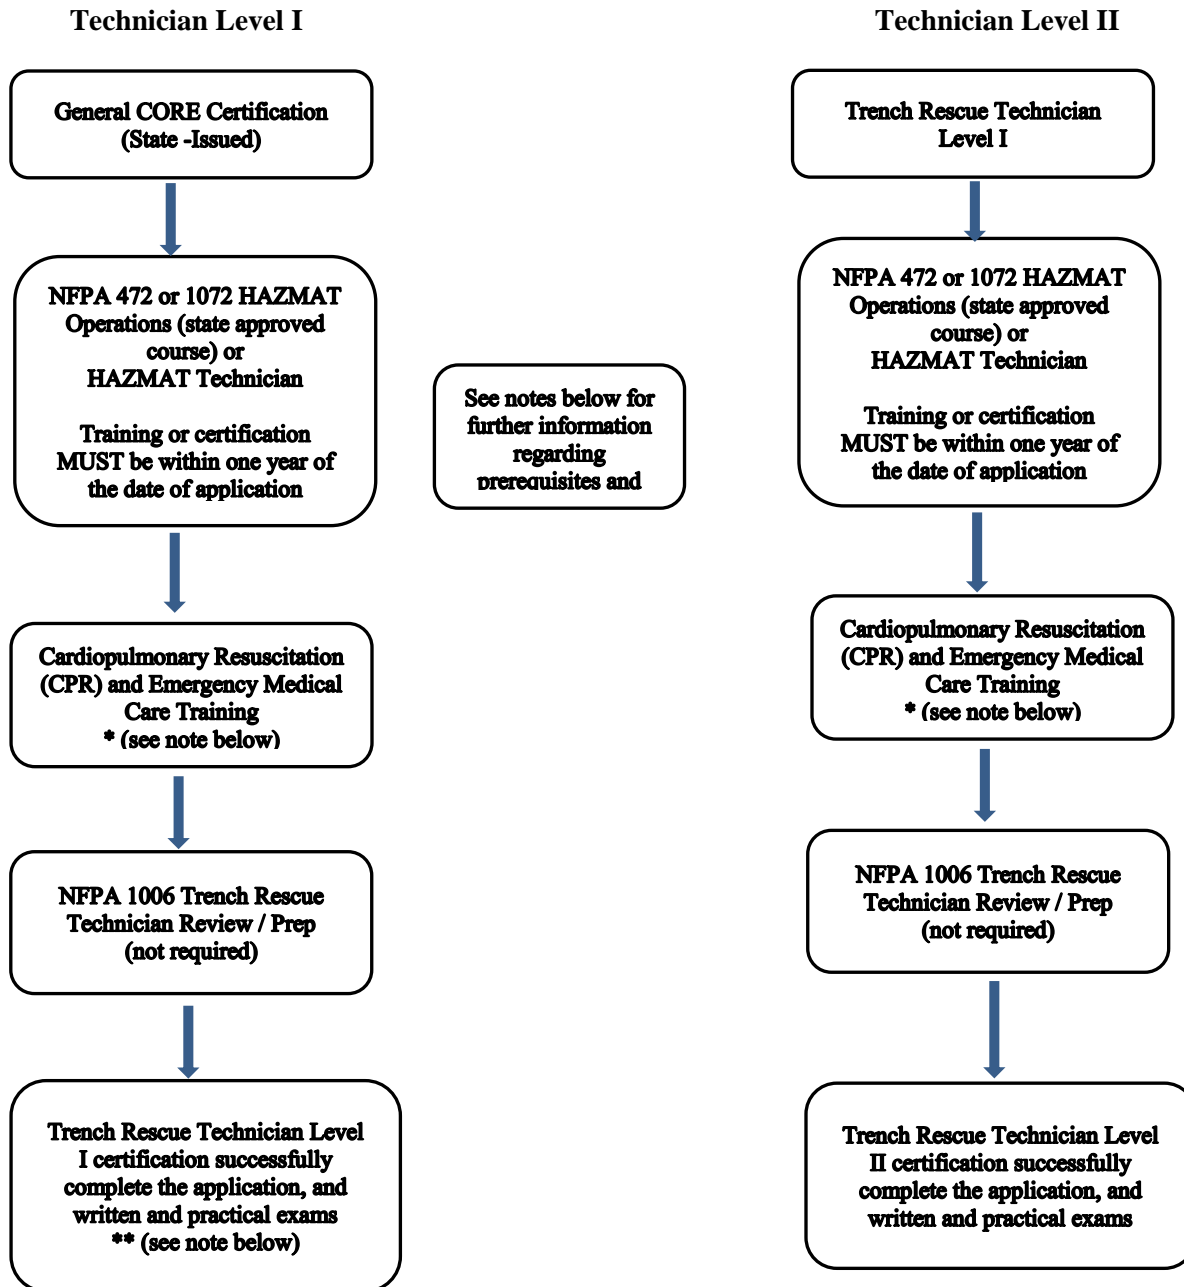 Technician Level I
General CORE Certification
(State -Issued)
NFPA 472 or 1072 HAZMAT
Operations (state approved
course) or
HAZMAT Technician
Training or certification
MUST be within one year of
the date of application
Cardiopulmonary Resuscitation
(CPR) and Emergency Medical
Care Training
* (see note below)
NFPA 1006 Trench Rescue
Technician Review / Prep
(not required)
Trench Rescue Technician Level
I certification successfully
complete the application, and
written and practical exams
** (see note below)
See notes below for
further information
regarding
prerequisites and
Technician Level II
Trench Rescue Technician
Level I
NFPA 472 or 1072 HAZMAT
Operations (state approved
course) or
HAZMAT Technician
Training or certification
MUST be within one year of
the date of application
Cardiopulmonary Resuscitation
(CPR) and Emergency Medical
Care Training
* (see note below)
NFPA 1006 Trench Rescue
Technician Review / Prep
(not required)
Trench Rescue Technician Level
II certification successfully
complete the application, and
written and practical exams